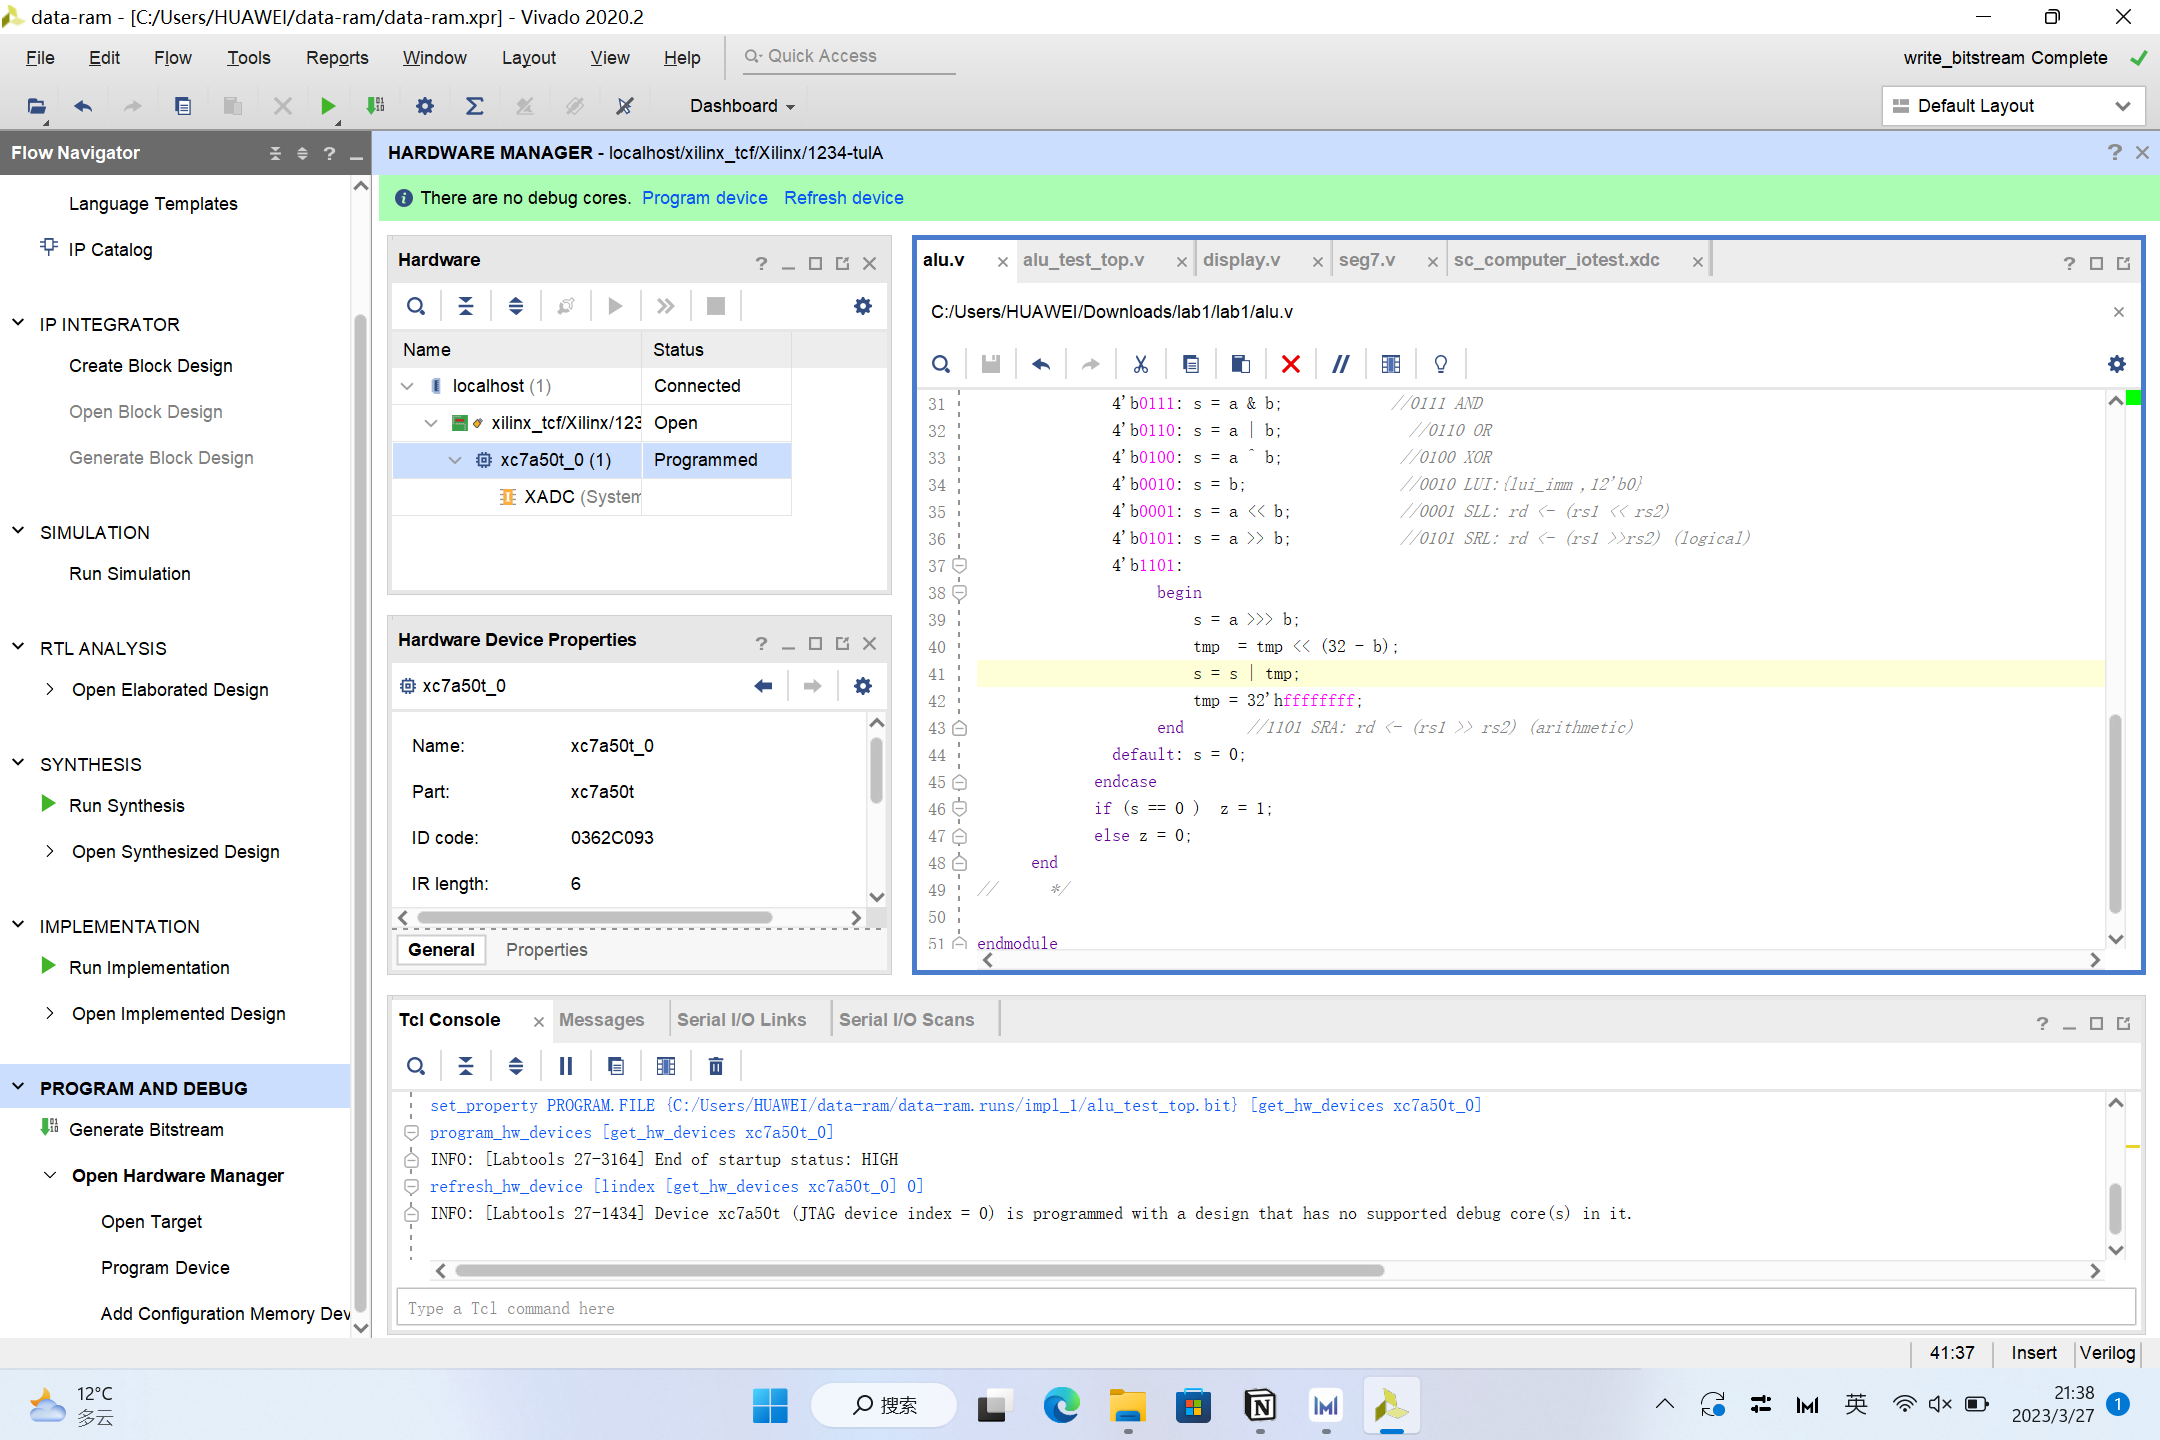 data-ram - [C:/Users/HUAWEI/data-ram/data-ram.xpr] - Vivado 2020.2
File Edit Flow Tools Reports Window Layout View Help Quick Access
write_bitstream Complete
Dashboard
Default Layout
Flow Navigator
HARDWARE MANAGER - localhost/xilinx_tcf/Xilinx/1234-tulA
There are no debug cores. Program device Refresh device
Language Templates
IP Catalog
IP INTEGRATOR
Create Block Design
Open Block Design
Generate Block Design
SIMULATION
Run Simulation
RTL ANALYSIS
Open Elaborated Design
SYNTHESIS
Run Synthesis
Open Synthesized Design
IMPLEMENTATION
Run Implementation
Open Implemented Design
PROGRAM AND DEBUG
Generate Bitstream
Open Hardware Manager
Open Target
Program Device
Add Configuration Memory Dev
Hardware
Name Status
localhost (1) Connected
xilinx_tcf/Xilinx/123 Open
xc7a50t_0 (1) Programmed
XADC (System
Hardware Device Properties
xc7a50t_0
Name: xc7a50t_0
Part: xc7a50t
ID code: 0362C093
IR length: 6
General Properties
alu.v alu_test_top.v display.v seg7.v sc_computer_iotest.xdc
C:/Users/HUAWEI/Downloads/lab1/lab1/alu.v
31 4'b0111: s = a & b; //0111 AND
32 4'b0110: s = a | b; //0110 OR
33 4'b0100: s = a ^ b; //0100 XOR
34 4'b0010: s = b; //0010 LUI:{lui_imm ,12'b0}
35 4'b0001: s = a << b; //0001 SLL: rd <- (rs1 << rs2)
36 4'b0101: s = a >> b; //0101 SRL: rd <- (rs1 >>rs2) (logical)
37 4'b1101:
38 begin
39 s = a >>> b;
40 tmp = tmp << (32 - b);
41 s = s | tmp;
42 tmp = 32'hffffffff;
43 end //1101 SRA: rd <- (rs1 >> rs2) (arithmetic)
44 default: s = 0;
45 endcase
46 if (s == 0 ) z = 1;
47 else z = 0;
48 end
49 // */
50
51 endmodule
Tcl Console Messages Serial I/O Links Serial I/O Scans
set_property PROGRAM.FILE {C:/Users/HUAWEI/data-ram/data-ram.runs/impl_1/alu_test_top.bit} [get_hw_devices xc7a50t_0]
program_hw_devices [get_hw_devices xc7a50t_0]
INFO: [Labtools 27-3164] End of startup status: HIGH
refresh_hw_device [lindex [get_hw_devices xc7a50t_0] 0]
INFO: [Labtools 27-1434] Device xc7a50t (JTAG device index = 0) is programmed with a design that has no supported debug core(s) in it.
Type a Tcl command here
41:37 Insert Verilog
12°C
多云
搜索
英
21:38
2023/3/27
1